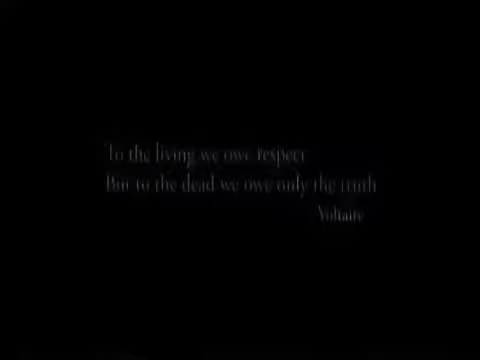 To the living we owe respect
But to the dead we owe only the truth
Voltaire